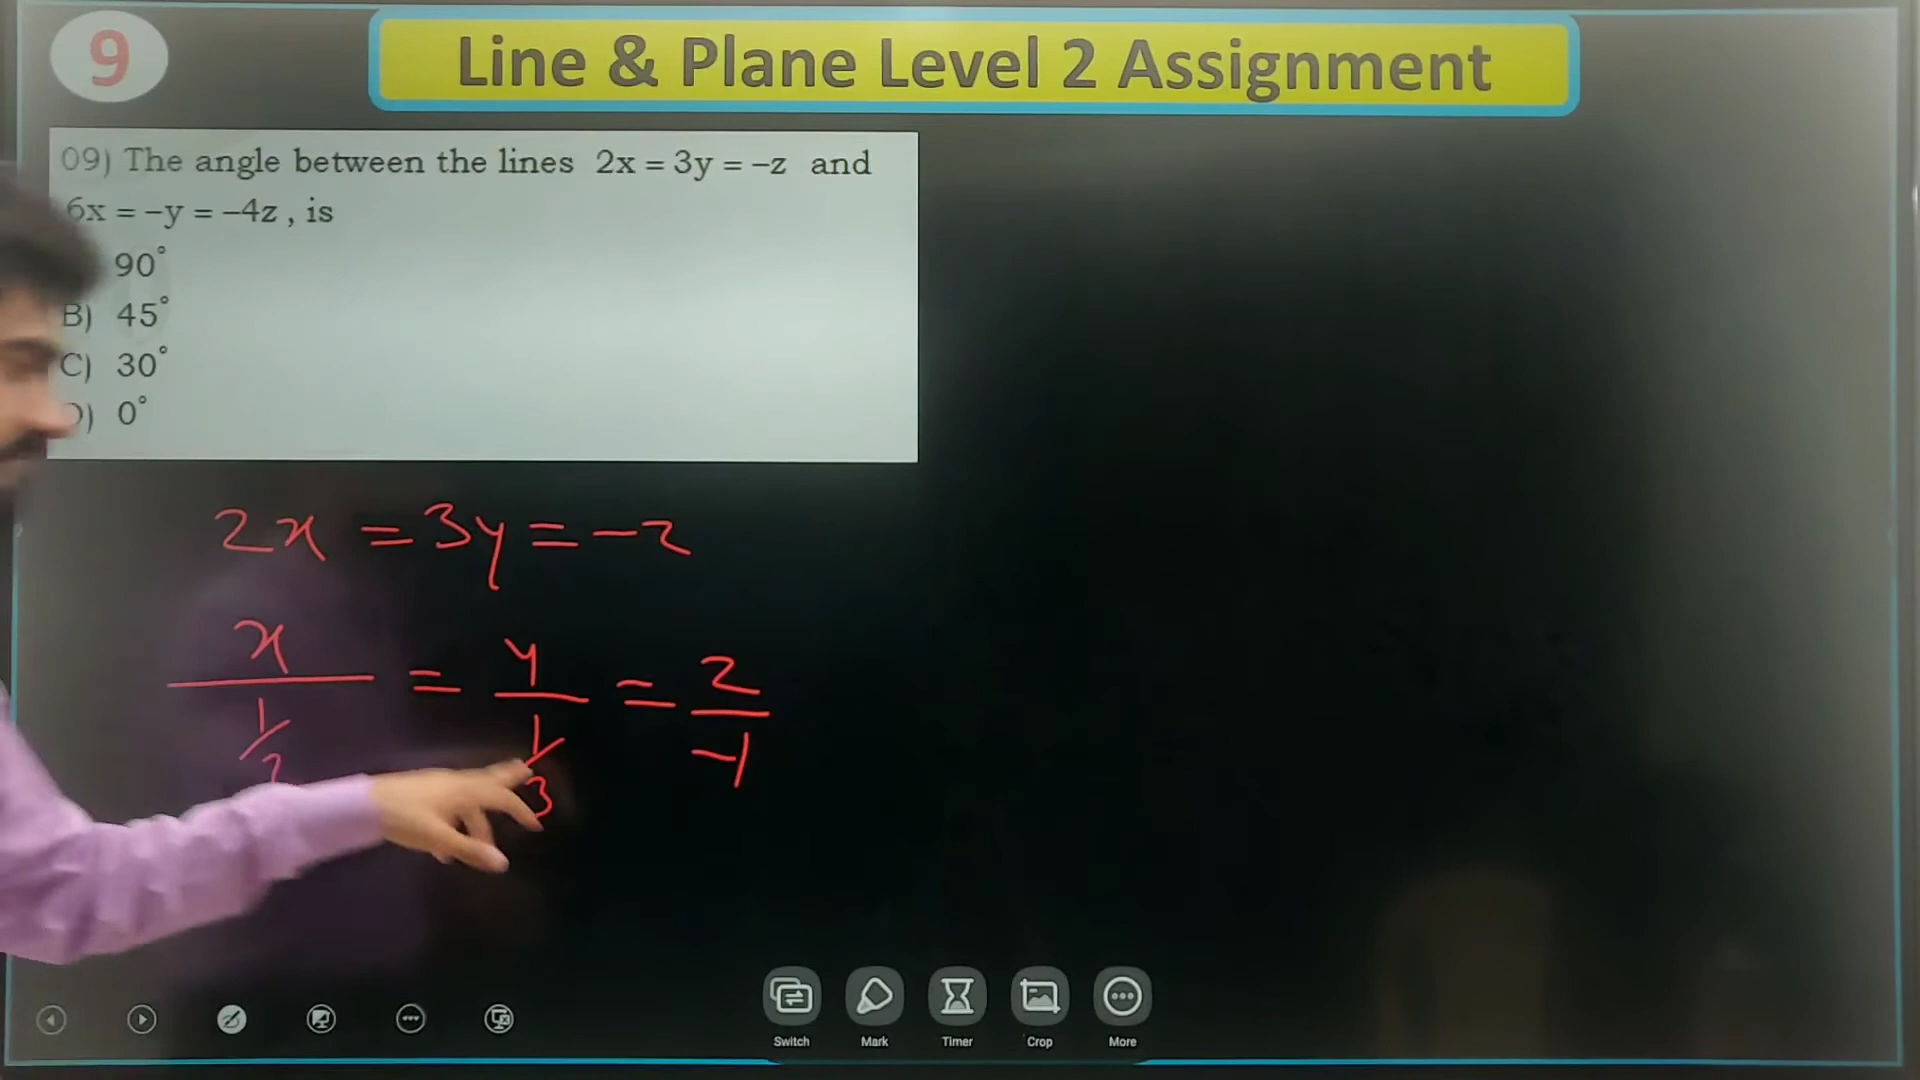 9
Line & Plane Level 2 Assignment
09) The angle between the lines 2x = 3y = –z and
6x = –y = –4z , is
90°
B) 45°
C) 30°
D) 0°
2x = 3y = -z
x/(1/2) = y/(1/3) = z/-1
Switch Mark Timer Crop More